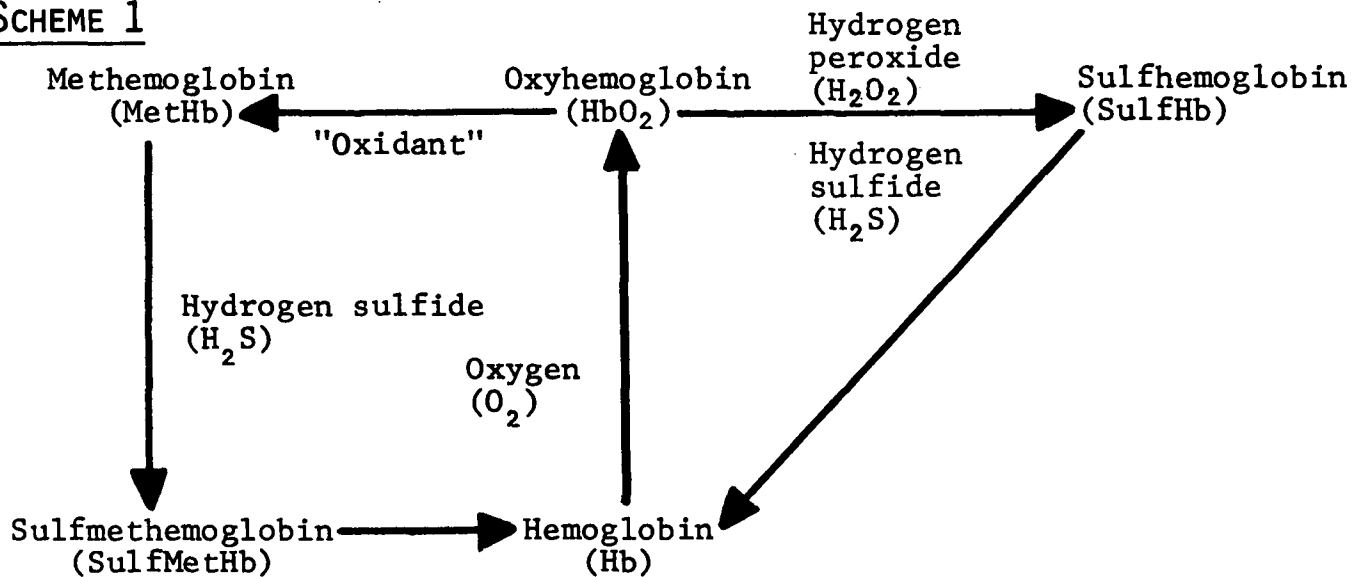 SCHEME 1
Methemoglobin
(MetHb)
"Oxidant"
Oxyhemoglobin
(HbO₂)
Hydrogen
peroxide
(H₂O₂)
Hydrogen
sulfide
(H₂S)
Sulfhemoglobin
(SulfHb)
Hydrogen sulfide
(H₂S)
Oxygen
(O₂)
Sulfmethemoglobin
(SulfMetHb)
Hemoglobin
(Hb)